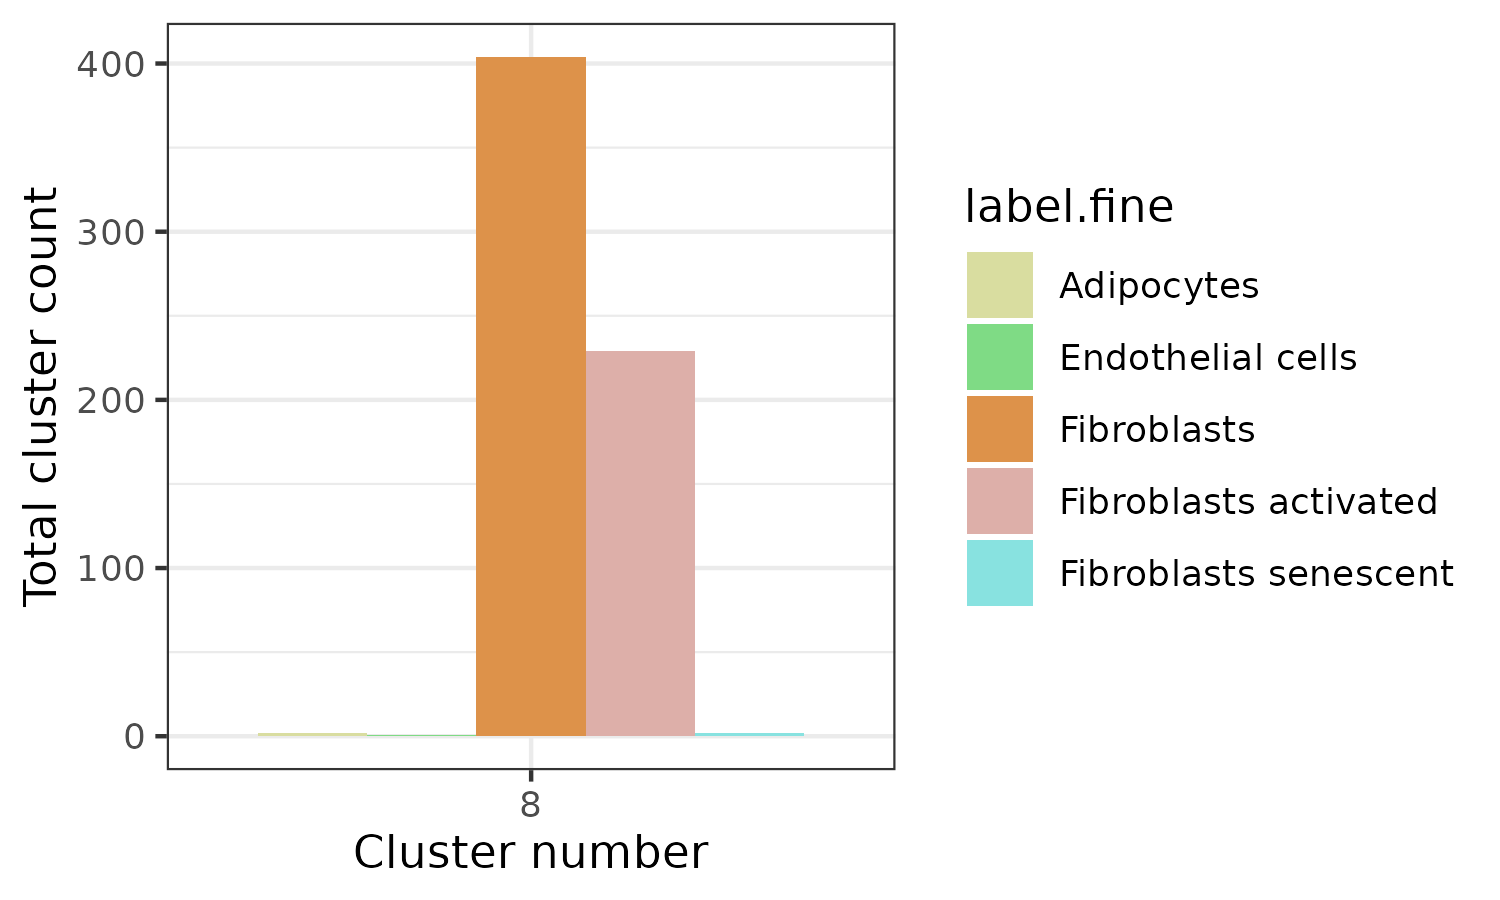 Total cluster count
400
300
200
100
0
8
Cluster number
label.fine
Adipocytes
Endothelial cells
Fibroblasts
Fibroblasts activated
Fibroblasts senescent